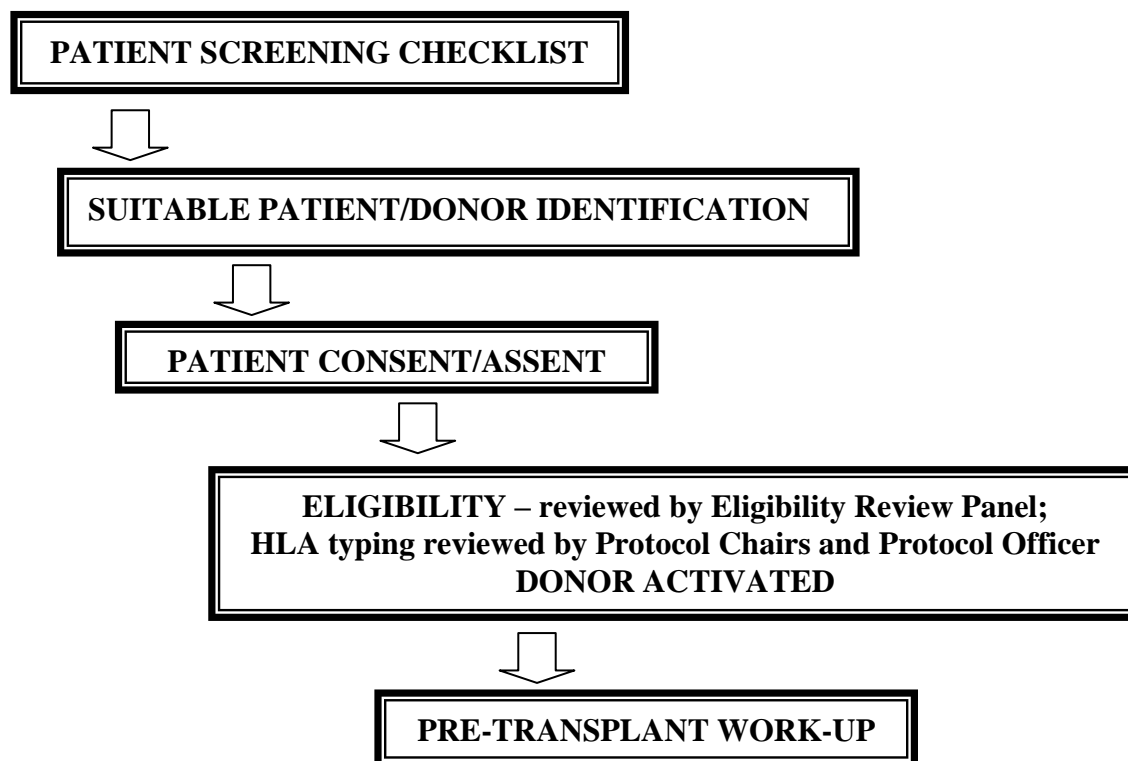 PATIENT SCREENING CHECKLIST
SUITABLE PATIENT/DONOR IDENTIFICATION
PATIENT CONSENT/ASSENT
ELIGIBILITY – reviewed by Eligibility Review Panel;
HLA typing reviewed by Protocol Chairs and Protocol Officer
DONOR ACTIVATED
PRE-TRANSPLANT WORK-UP